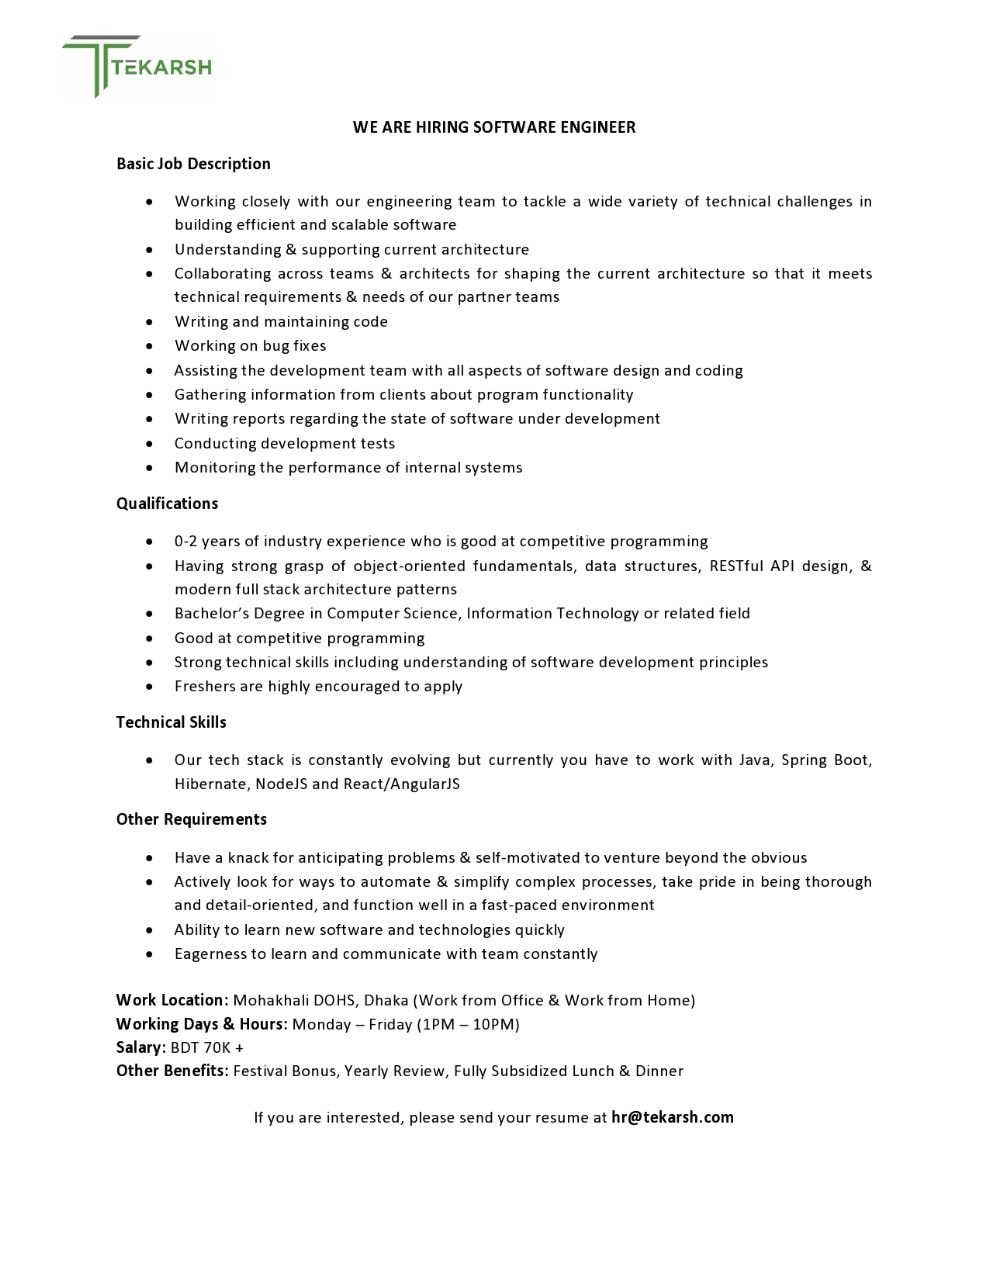 TEKARSH
WE ARE HIRING SOFTWARE ENGINEER
Basic Job Description
• Working closely with our engineering team to tackle a wide variety of technical challenges in
building efficient and scalable software
• Understanding & supporting current architecture
• Collaborating across teams & architects for shaping the current architecture so that it meets
technical requirements & needs of our partner teams
• Writing and maintaining code
• Working on bug fixes
• Assisting the development team with all aspects of software design and coding
• Gathering information from clients about program functionality
• Writing reports regarding the state of software under development
• Conducting development tests
• Monitoring the performance of internal systems
Qualifications
• 0-2 years of industry experience who is good at competitive programming
• Having strong grasp of object-oriented fundamentals, data structures, RESTful API design, &
modern full stack architecture patterns
• Bachelor's Degree in Computer Science, Information Technology or related field
• Good at competitive programming
• Strong technical skills including understanding of software development principles
• Freshers are highly encouraged to apply
Technical Skills
• Our tech stack is constantly evolving but currently you have to work with Java, Spring Boot,
Hibernate, NodeJS and React/AngularJS
Other Requirements
• Have a knack for anticipating problems & self-motivated to venture beyond the obvious
• Actively look for ways to automate & simplify complex processes, take pride in being thorough
and detail-oriented, and function well in a fast-paced environment
• Ability to learn new software and technologies quickly
• Eagerness to learn and communicate with team constantly
Work Location: Mohakhali DOHS, Dhaka (Work from Office & Work from Home)
Working Days & Hours: Monday – Friday (1PM – 10PM)
Salary: BDT 70K +
Other Benefits: Festival Bonus, Yearly Review, Fully Subsidized Lunch & Dinner
If you are interested, please send your resume at hr@tekarsh.com